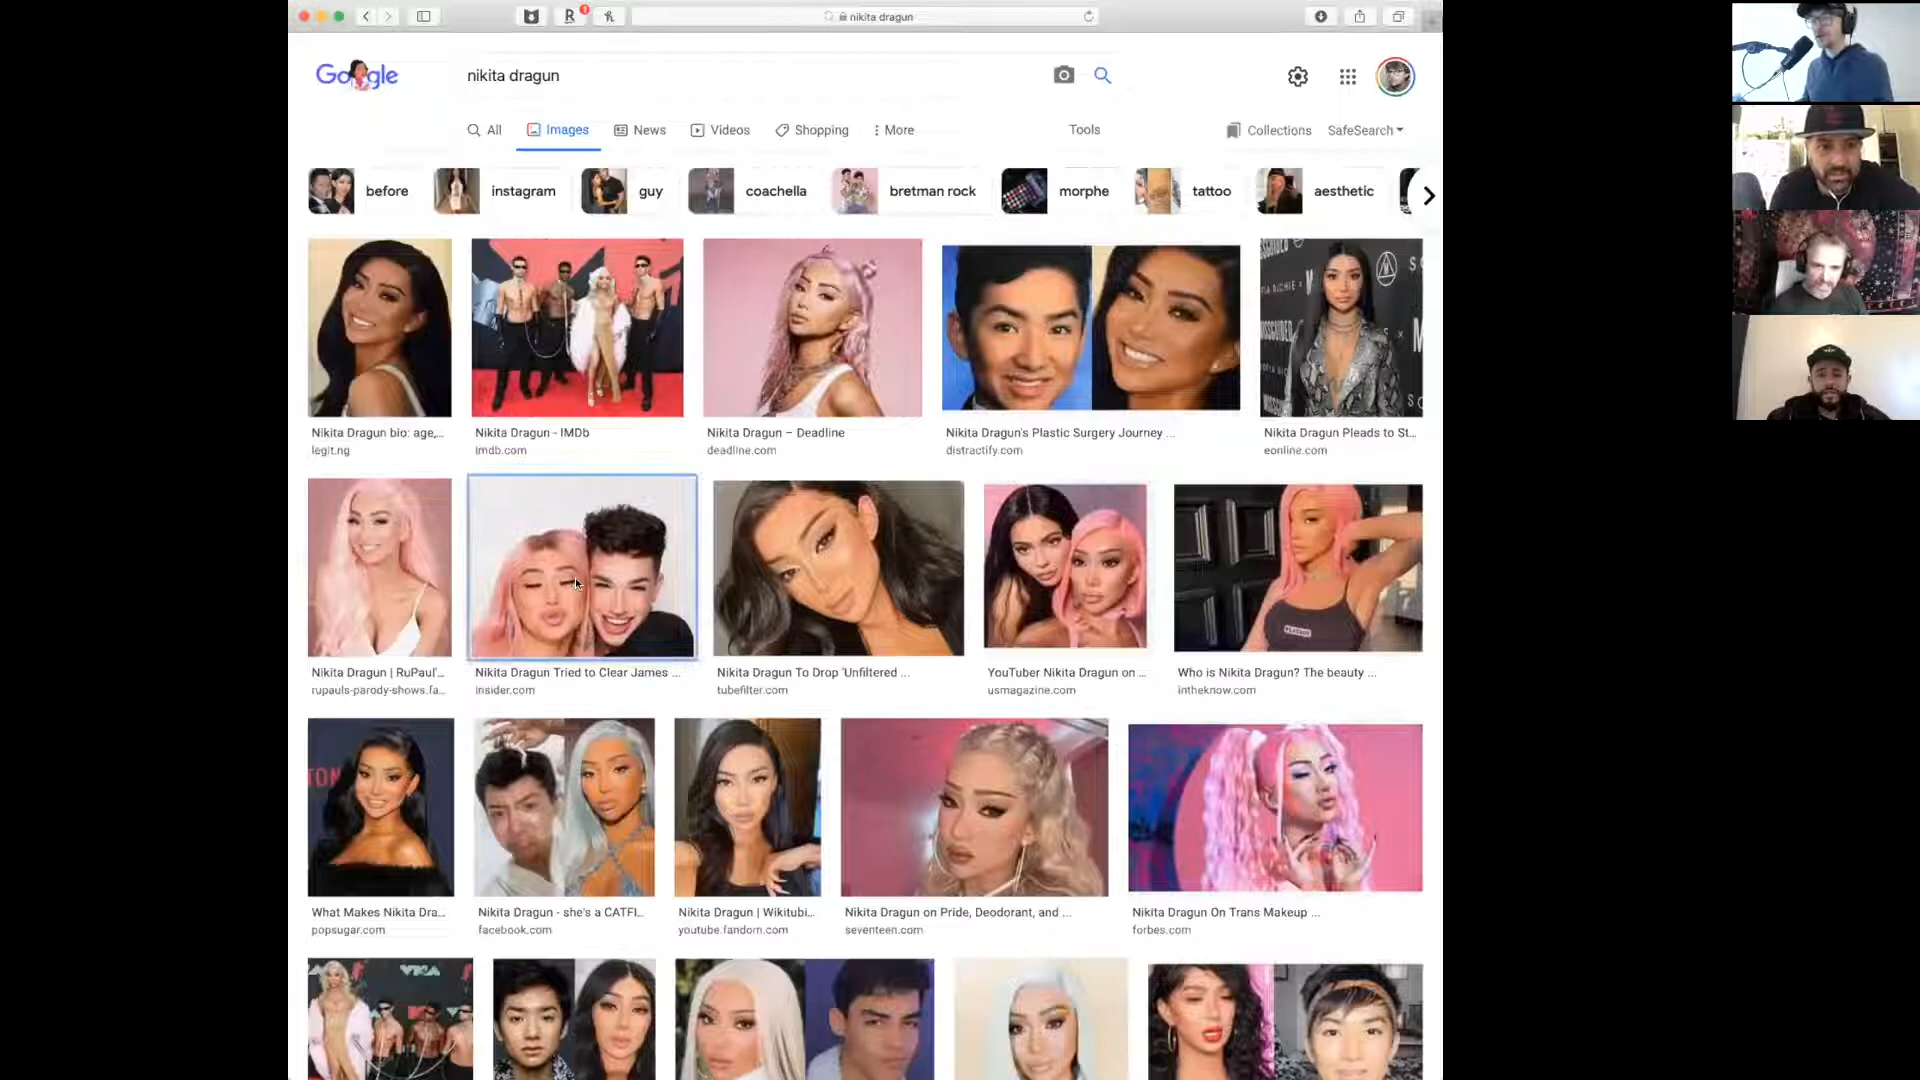 nikita dragun
Google
nikita dragun
All
Images
News
Videos
Shopping
More
Tools
Collections
SafeSearch
before
instagram
guy
coachella
bretman rock
morphe
tattoo
aesthetic
Nikita Dragun bio: age,...
legit.ng
Nikita Dragun - IMDb
imdb.com
Nikita Dragun – Deadline
deadline.com
Nikita Dragun's Plastic Surgery Journey ...
distractify.com
Nikita Dragun Pleads to St...
eonline.com
Nikita Dragun | RuPaul'...
rupauls-parody-shows.fa...
Nikita Dragun Tried to Clear James ...
insider.com
Nikita Dragun To Drop 'Unfiltered ...
tubefilter.com
YouTuber Nikita Dragun on ...
usmagazine.com
Who is Nikita Dragun? The beauty ...
intheknow.com
What Makes Nikita Dra...
popsugar.com
Nikita Dragun - she's a CATFI...
facebook.com
Nikita Dragun | Wikitubi...
youtube.fandom.com
Nikita Dragun on Pride, Deodorant, and ...
seventeen.com
Nikita Dragun On Trans Makeup ...
forbes.com